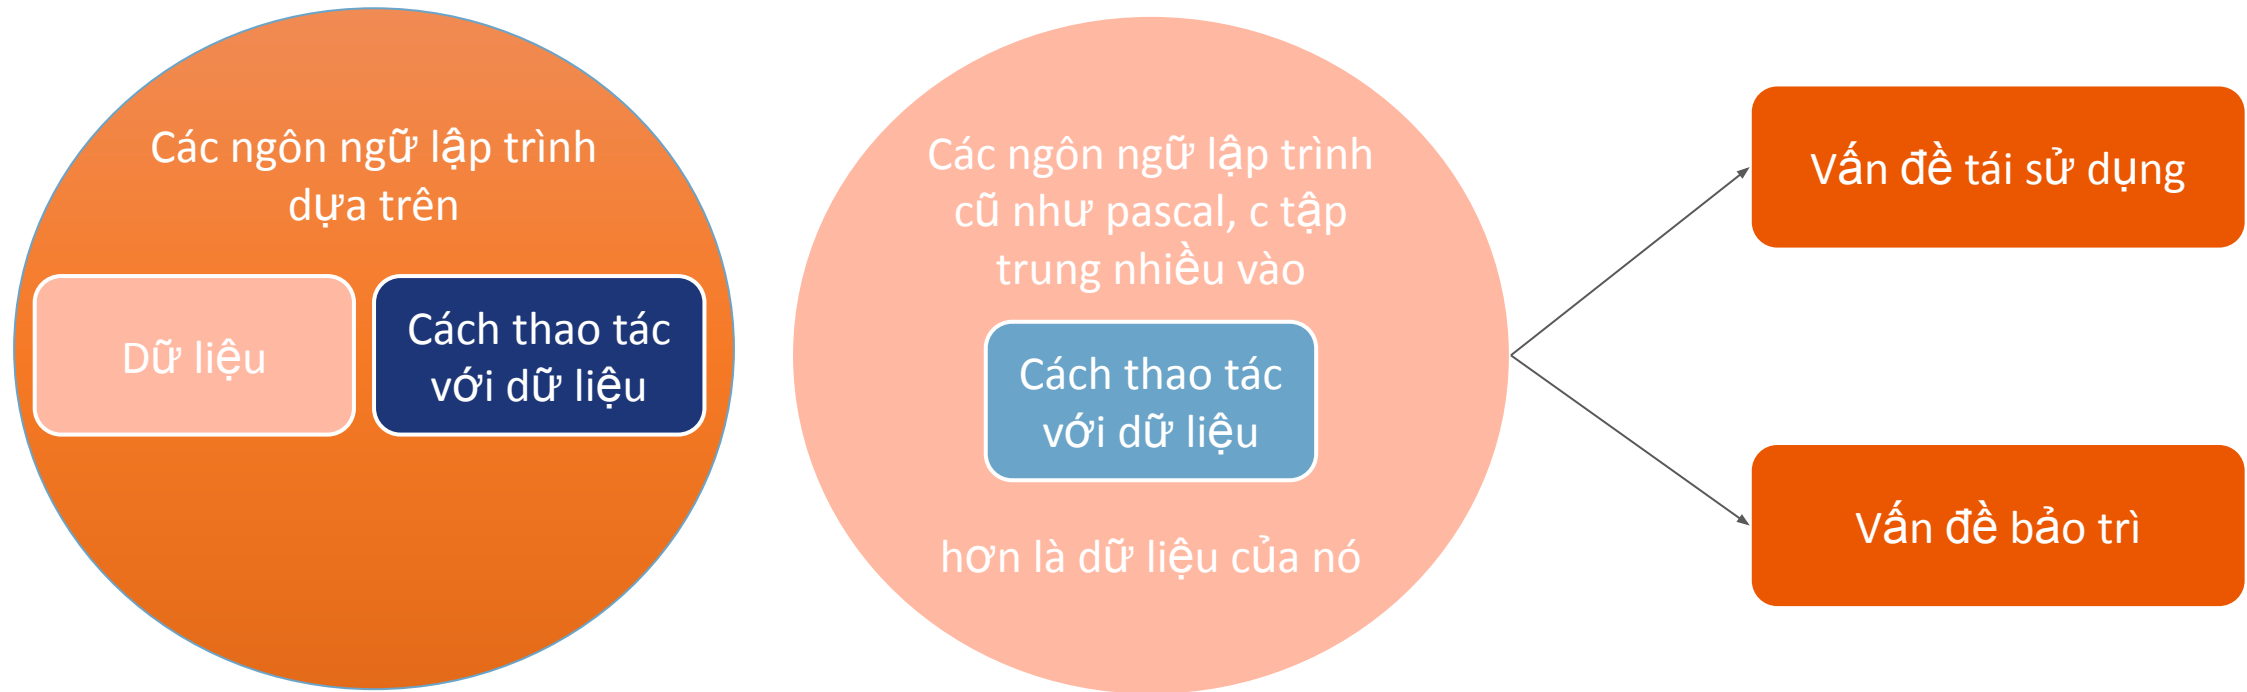 Các ngôn ngữ lập trình
dựa trên
Dữ liệu
Cách thao tác
với dữ liệu
Các ngôn ngữ lập trình
cũ như pascal, c tập
trung nhiều vào
Cách thao tác
với dữ liệu
hơn là dữ liệu của nó
Vấn đề tái sử dụng
Vấn đề bảo trì